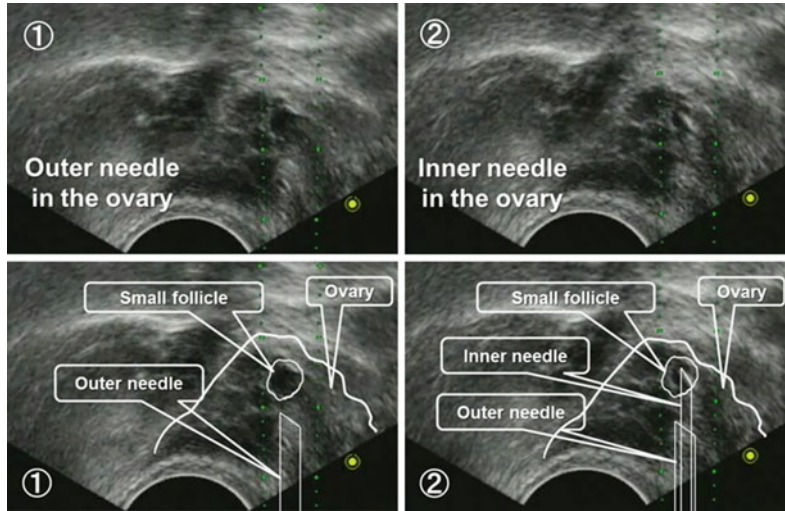 ①
Outer needle
in the ovary
②
Inner needle
in the ovary
Small follicle
Ovary
Outer needle
①
Small follicle
Ovary
Inner needle
Outer needle
②